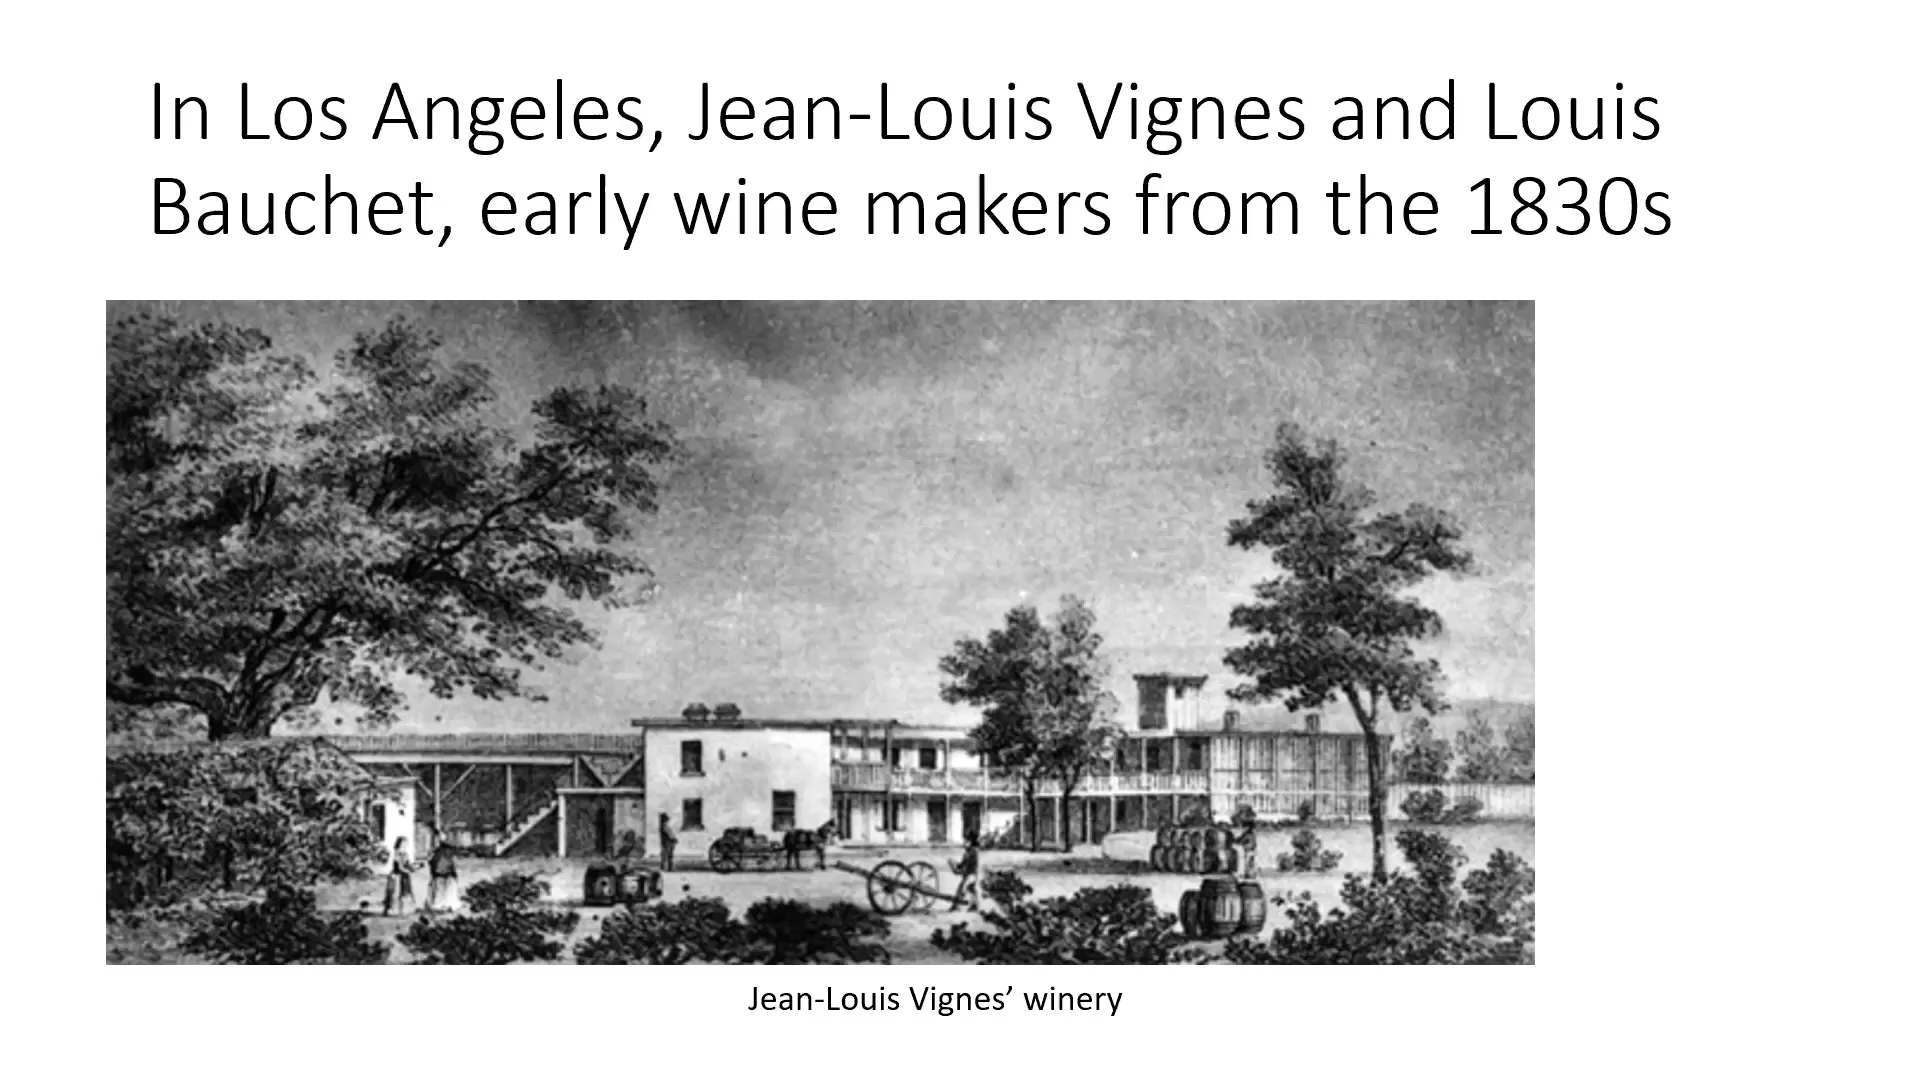 In Los Angeles, Jean-Louis Vignes and Louis
Bauchet, early wine makers from the 1830s
Jean-Louis Vignes’ winery